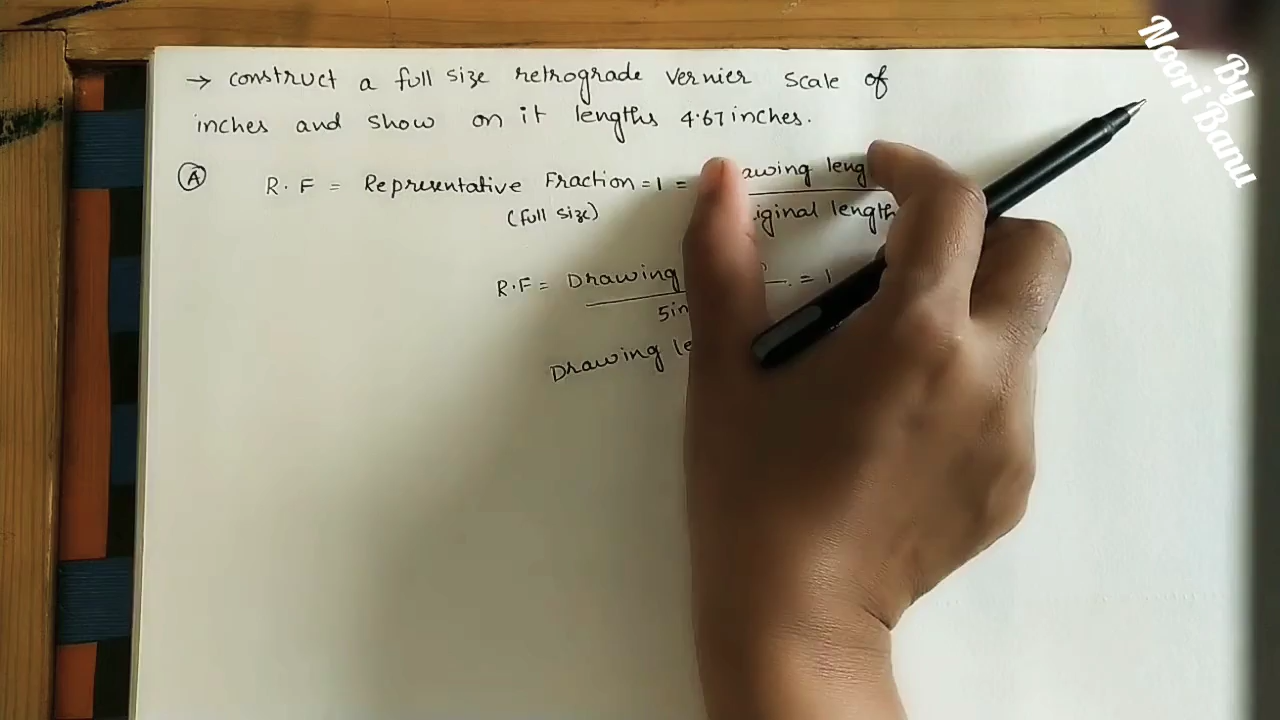 → construct a full size retrograde vernier scale of
inches and show on it lengths 4.67 inches.
A R.F = Representative Fraction = 1 =
(full size)
R.F = Drawing = 1
Drawing
By
Noori Banu